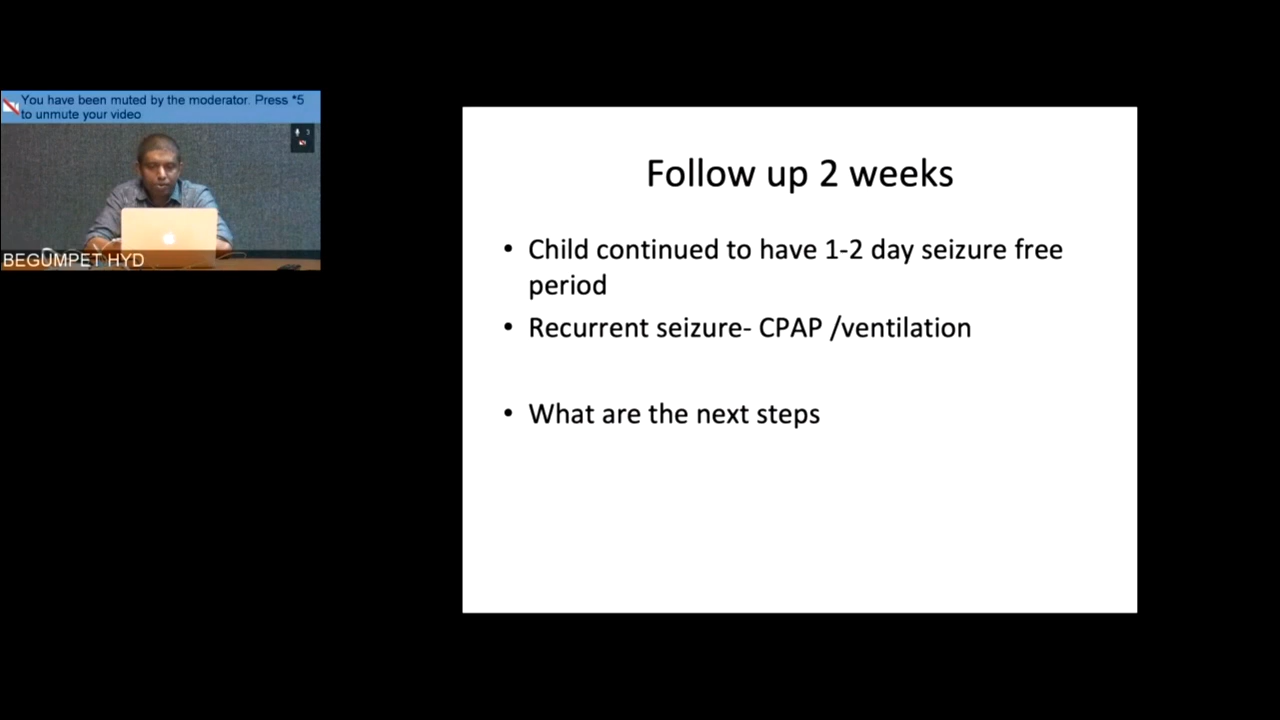 You have been muted by the moderator. Press *5
to unmute your video
BEGUMPET HYD
Follow up 2 weeks
• Child continued to have 1-2 day seizure free
period
• Recurrent seizure- CPAP /ventilation
• What are the next steps